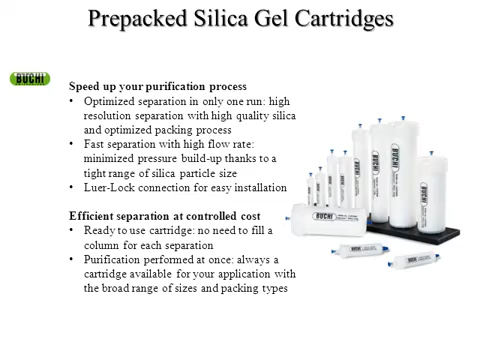 Prepacked Silica Gel Cartridges
BUCHI
Speed up your purification process
• Optimized separation in only one run: high
resolution separation with high quality silica
and optimized packing process
• Fast separation with high flow rate:
minimized pressure build-up thanks to a
tight range of silica particle size
• Luer-Lock connection for easy installation
Efficient separation at controlled cost
• Ready to use cartridge: no need to fill a
column for each separation
• Purification performed at once: always a
cartridge available for your application with
the broad range of sizes and packing types
BUCHI
BUCHI
BUCHI
BUCHI